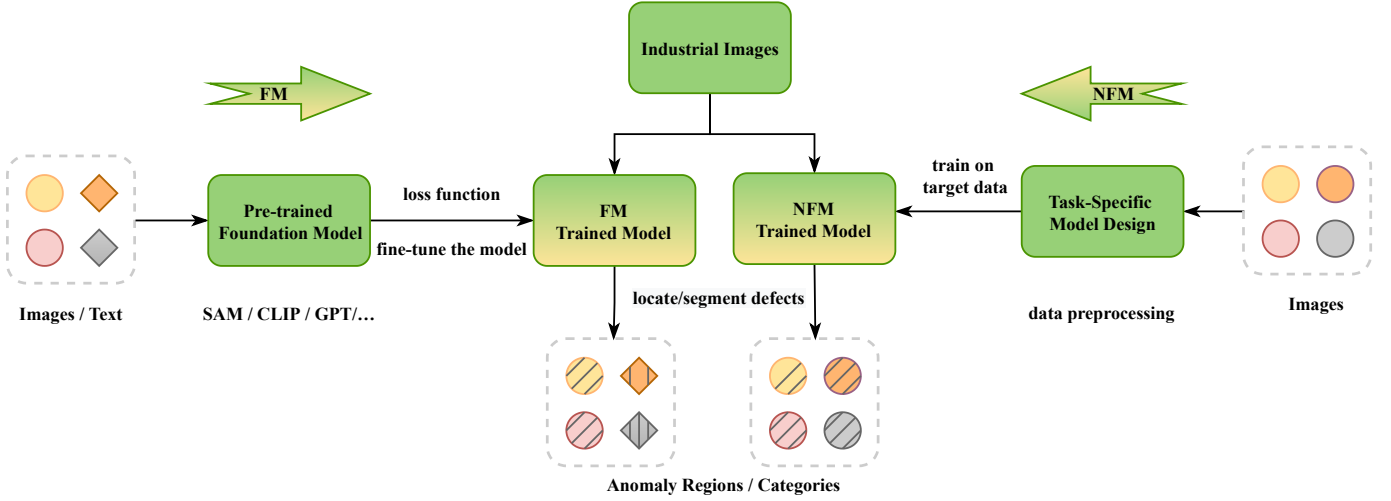 Industrial Images
FM
NFM
train on
target data
loss function
Pre-trained
Foundation Model
FM
Trained Model
NFM
Trained Model
Task-Specific
Model Design
fine-tune the model
locate/segment defects
Images / Text
SAM / CLIP / GPT/…
data preprocessing
Images
Anomaly Regions / Categories